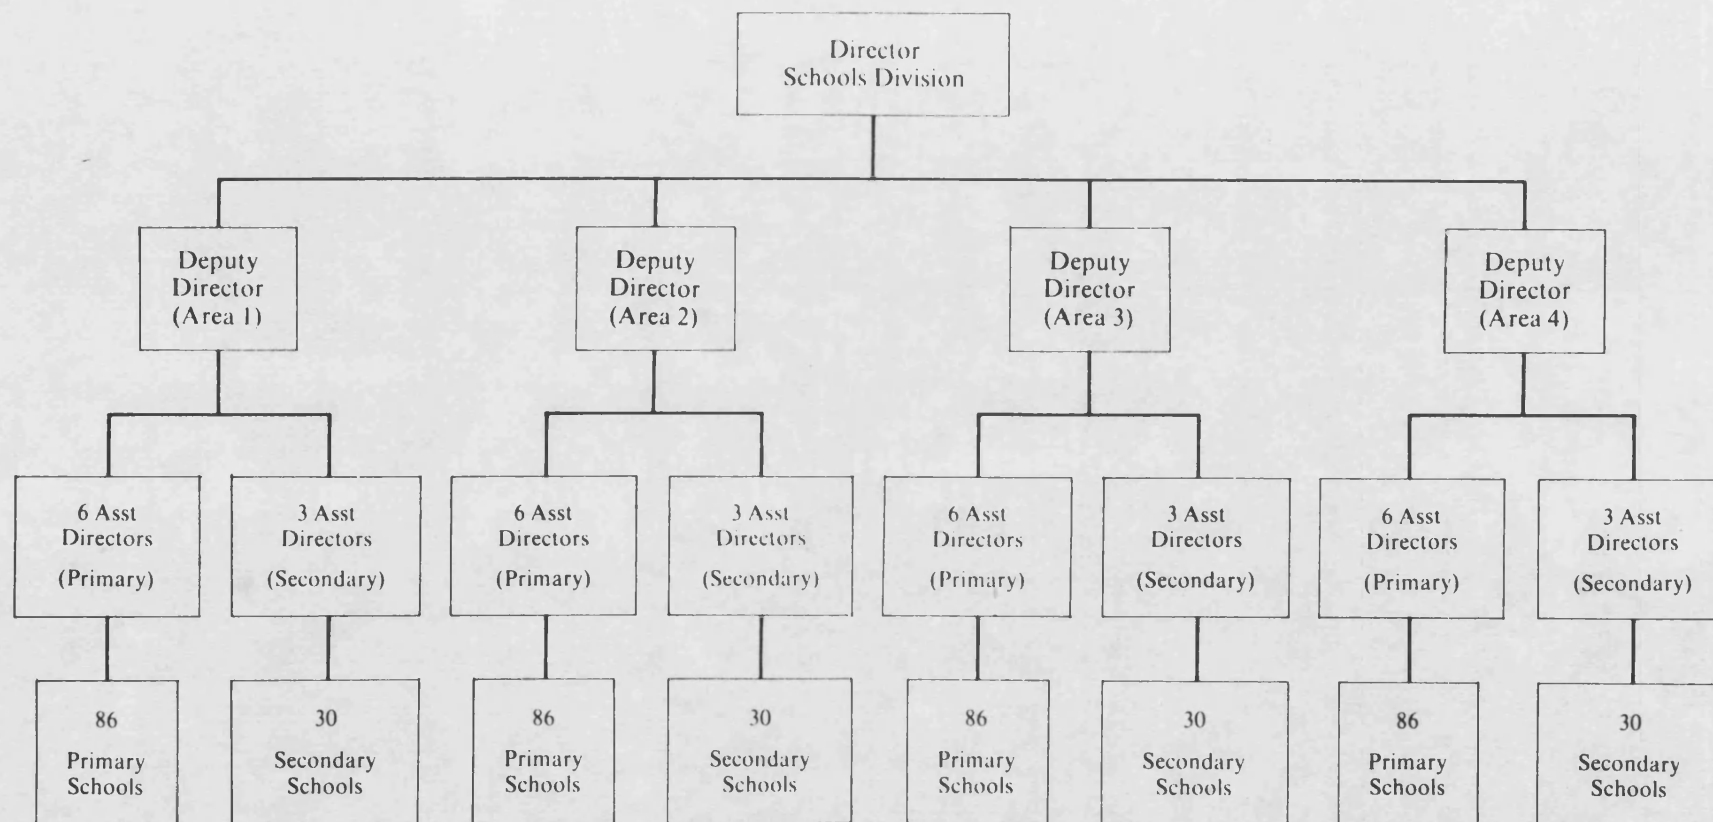 Director
Schools Division
Deputy
Director
(Area 1)
Deputy
Director
(Area 2)
Deputy
Director
(Area 3)
Deputy
Director
(Area 4)
6 Asst
Directors
(Primary)
3 Asst
Directors
(Secondary)
6 Asst
Directors
(Primary)
3 Asst
Directors
(Secondary)
6 Asst
Directors
(Primary)
3 Asst
Directors
(Secondary)
6 Asst
Directors
(Primary)
3 Asst
Directors
(Secondary)
86
Primary
Schools
30
Secondary
Schools
86
Primary
Schools
30
Secondary
Schools
86
Primary
Schools
30
Secondary
Schools
86
Primary
Schools
30
Secondary
Schools